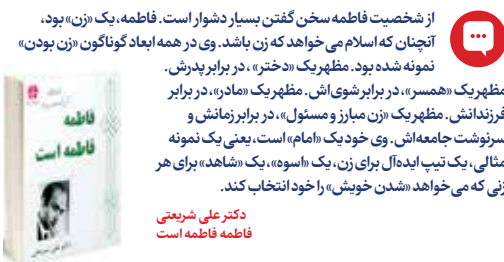 از شخصیت فاطمه سخن گفتن بسیار دشوار است. فاطمه، یک «زن» بود،
آنچنان که اسلام می‌خواهد که زن باشد. وی در همه ابعاد گوناگون «زن بودن»
نمونه شده بود. مظهر یک «دختر»، در برابر پدرش.
مظهر یک «همسر»، در برابر شوی‌اش. مظهر یک «مادر»، در برابر
فرزندانش. مظهر یک «زن مبارز و مسئول»، در برابر زمانش و
سرنوشت جامعه‌اش. وی خود یک «امام» است، یعنی یک نمونه
مثالی، یک تیپ ایده‌آل برای زن، یک «اسوه»، یک «شاهد» برای هر
زنی که می‌خواهد «شدن خویش» را خود انتخاب کند.
دکتر علی شریعتی
فاطمه فاطمه است
فاطمه
فاطمه است